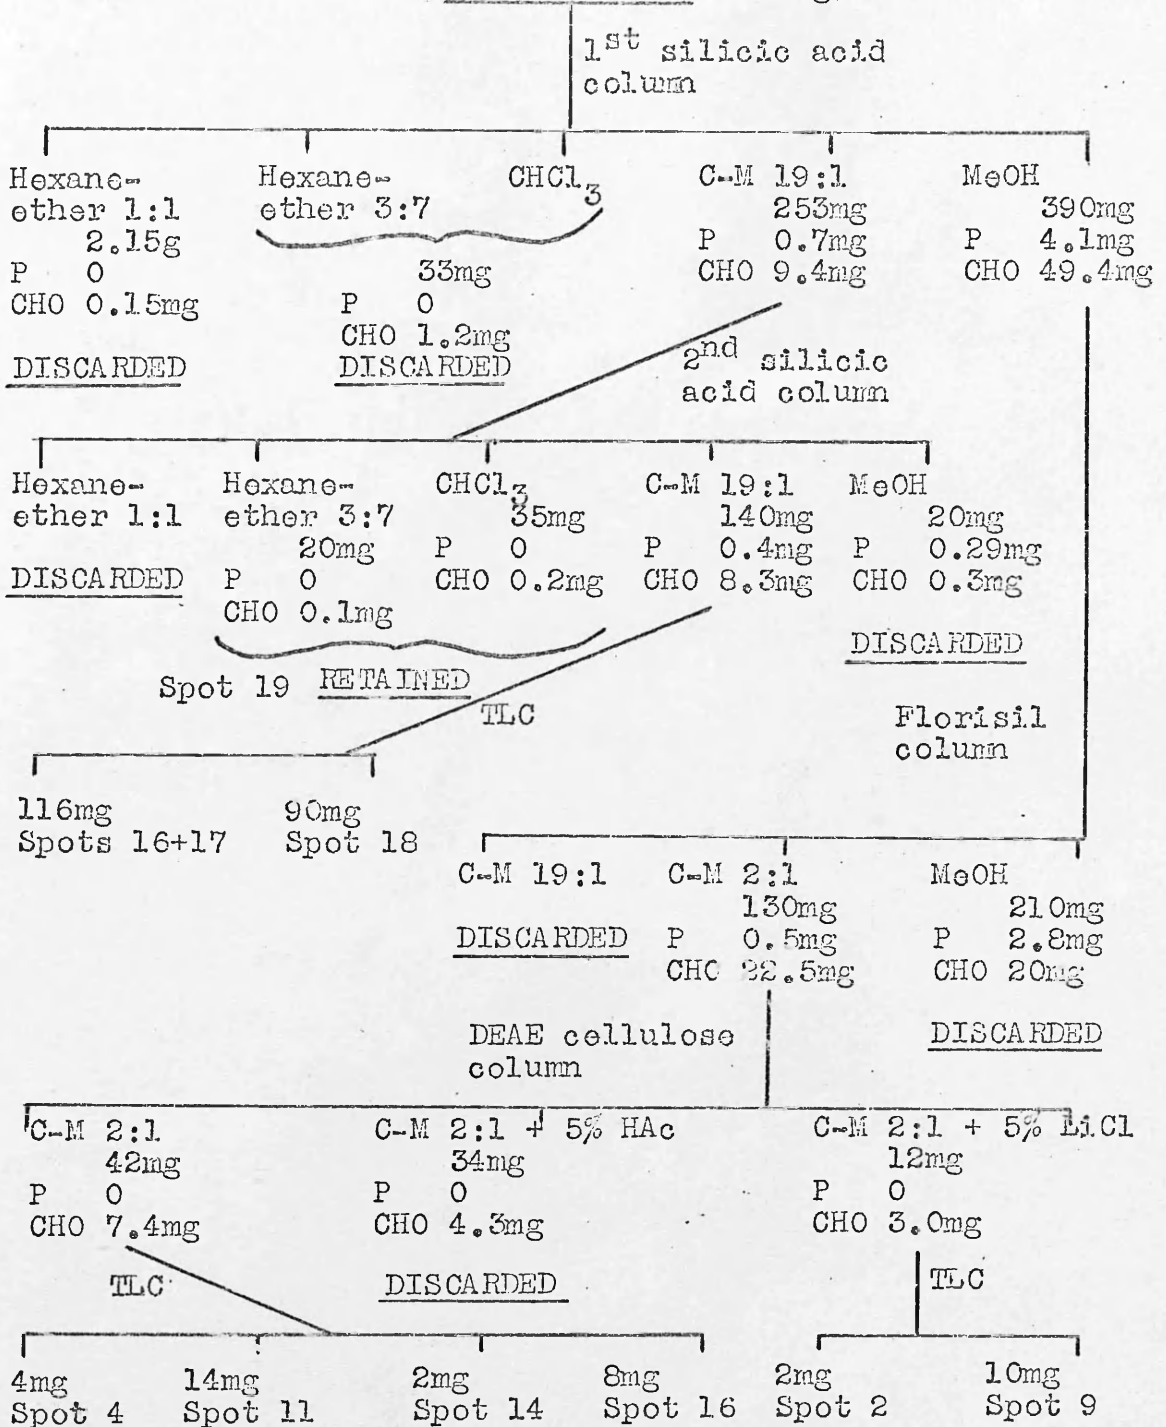 1st silicic acid
column
Hexane-
ether 1:1
2.15g
P 0
CHO 0.15mg
DISCARDED
Hexane-
ether 3:7
CHCl3
33mg
P 0
CHO 1.2mg
DISCARDED
C-M 19:1
253mg
P 0.7mg
CHO 9.4mg
MeOH
390mg
P 4.1mg
CHO 49.4mg
2nd silicic
acid column
Hexane-
ether 1:1
DISCARDED
Hexane-
ether 3:7
20mg
P 0
CHO 0.1mg
CHCl3
35mg
P 0
CHO 0.2mg
Spot 19 RETAINED
C-M 19:1
140mg
P 0.4mg
CHO 8.3mg
MeOH
20mg
P 0.29mg
CHO 0.3mg
DISCARDED
TLC
Florisil
column
116mg
Spots 16+17
90mg
Spot 18
C-M 19:1
DISCARDED
C-M 2:1
130mg
P 0.5mg
CHO 22.5mg
MeOH
210mg
P 2.8mg
CHO 20mg
DISCARDED
DEAE cellulose
column
C-M 2:1
42mg
P 0
CHO 7.4mg
C-M 2:1 + 5% HAc
34mg
P 0
CHO 4.3mg
DISCARDED
C-M 2:1 + 5% LiCl
12mg
P 0
CHO 3.0mg
TLC
TLC
4mg
Spot 4
14mg
Spot 11
2mg
Spot 14
8mg
Spot 16
2mg
Spot 2
10mg
Spot 9